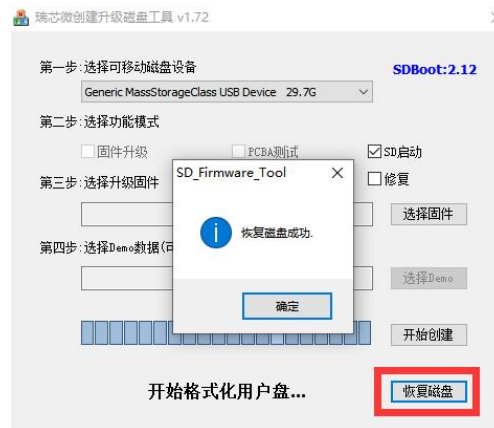 瑞芯微创建升级磁盘工具 v1.72
第一步:选择可移动磁盘设备
SDBoot:2.12
Generic MassStorageClass USB Device 29.7G
第二步:选择功能模式
固件升级
PCBA测试
SD启动
第三步:选择升级固件
SD_Firmware_Tool
修复
恢复磁盘成功.
选择固件
第四步:选择Demo数据(可
选择Demo
确定
开始创建
开始格式化用户盘...
恢复磁盘